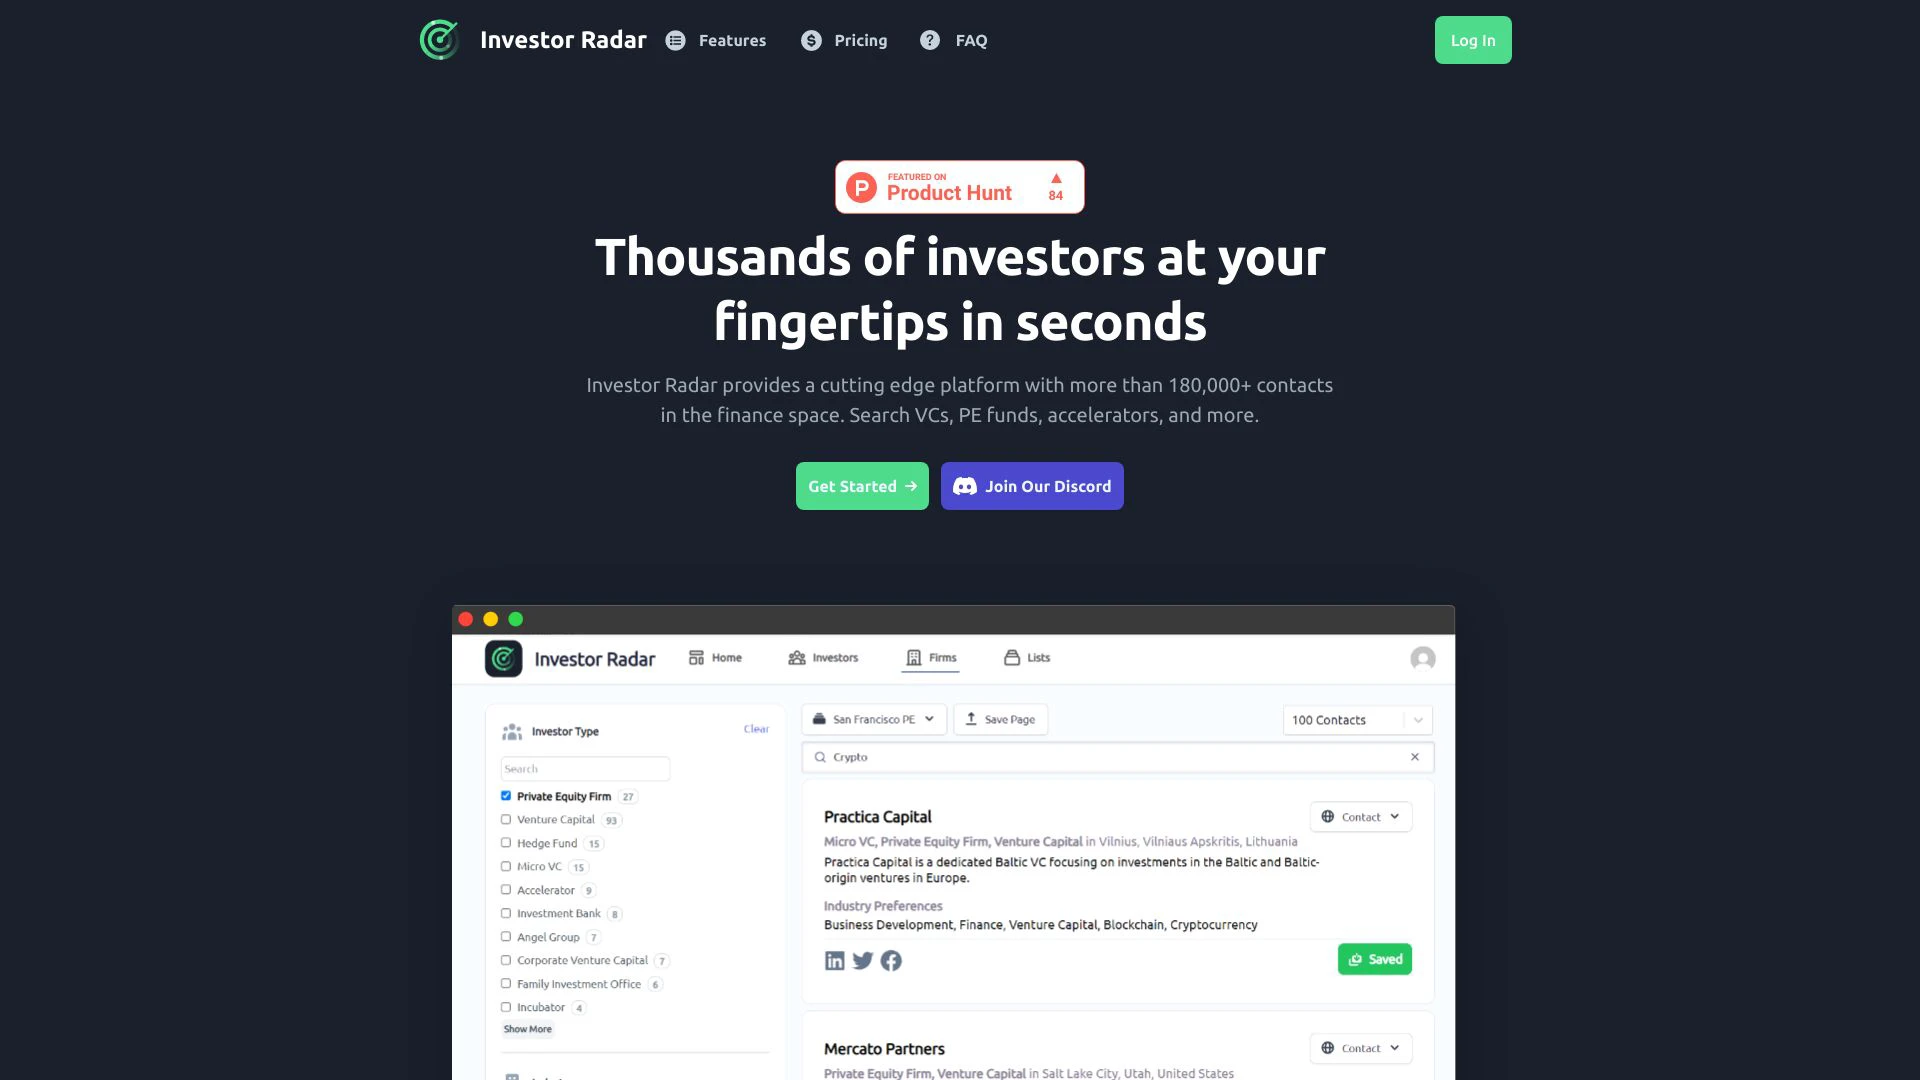 Investor Radar
Features
Pricing
FAQ
Log In
FEATURED ON
Product Hunt
84
Thousands of investors at your
fingertips in seconds
Investor Radar provides a cutting edge platform with more than 180,000+ contacts
in the finance space. Search VCs, PE funds, accelerators, and more.
Get Started →
Join Our Discord
Investor Radar
Home
Investors
Firms
Lists
Investor Type
Clear
Search
Private Equity Firm 27
Venture Capital 93
Hedge Fund 15
Micro VC 15
Accelerator 9
Investment Bank 8
Angel Group 7
Corporate Venture Capital 7
Family Investment Office 6
Incubator 4
Show More
San Francisco PE
Save Page
100 Contacts
Crypto
Practica Capital
Contact
Micro VC, Private Equity Firm, Venture Capital in Vilnius, Vilniaus Apskritis, Lithuania
Practica Capital is a dedicated Baltic VC focusing on investments in the Baltic and Baltic-
origin ventures in Europe.
Industry Preferences
Business Development, Finance, Venture Capital, Blockchain, Cryptocurrency
Saved
Mercato Partners
Contact
Private Equity Firm, Venture Capital in Salt Lake City, Utah, United States